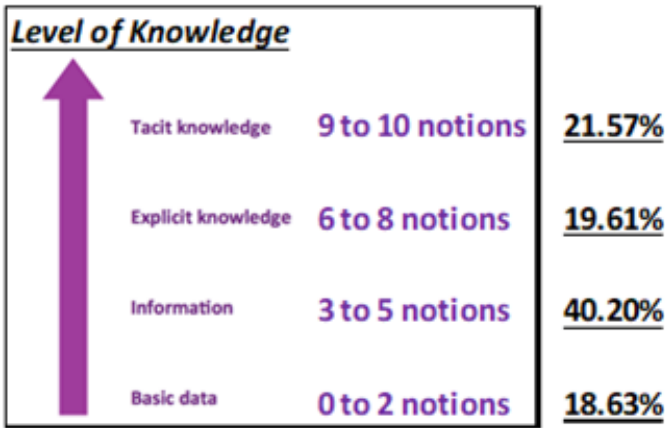 Level of Knowledge
Tacit knowledge 9 to 10 notions 21.57%
Explicit knowledge 6 to 8 notions 19.61%
Information 3 to 5 notions 40.20%
Basic data 0 to 2 notions 18.63%